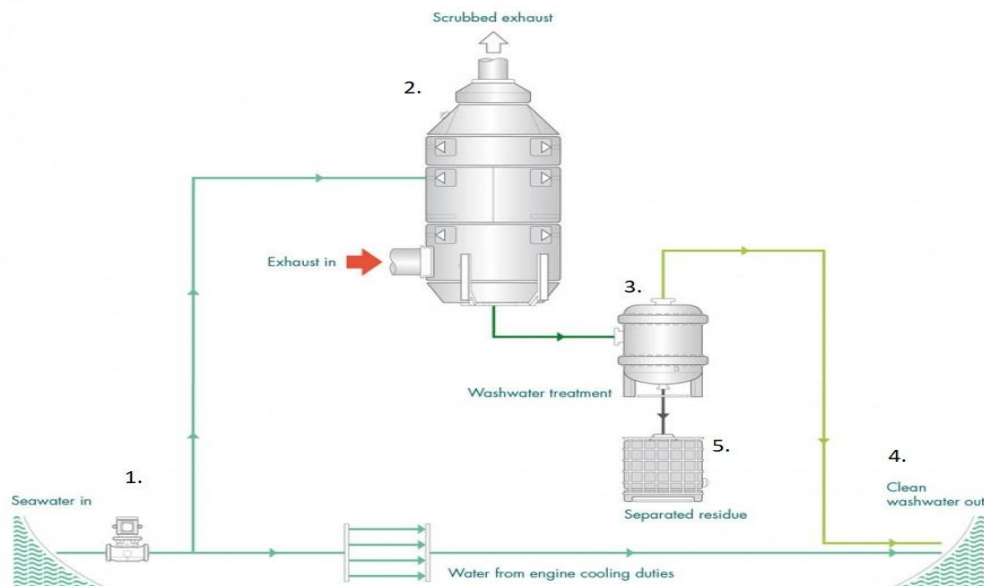 Scrubbed exhaust
2.
Exhaust in
3.
Washwater treatment
5.
1.
4.
Seawater in
Clean
washwater out
Separated residue
Water from engine cooling duties